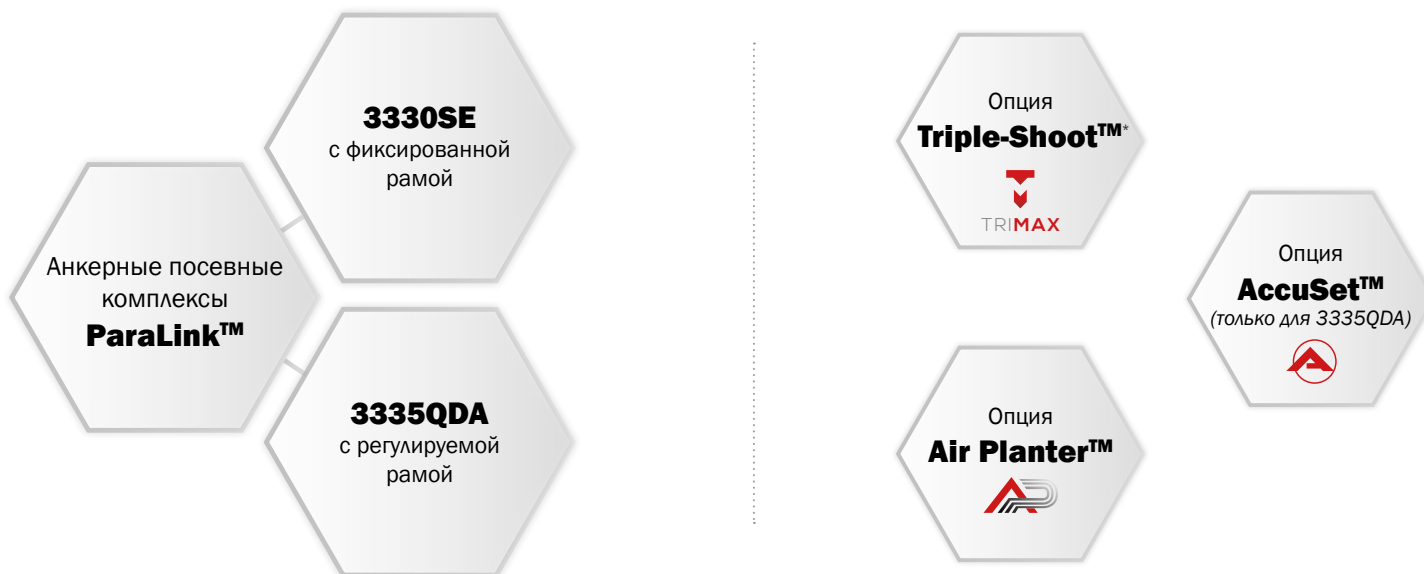 Анкерные посевные
комплексы
ParaLink™
3330SE
с фиксированной
рамой
3335QDA
с регулируемой
рамой
Опция
Triple-Shoot™*
TRIMAX
Опция
AccuSet™
(только для 3335QDA)
Опция
Air Planter™